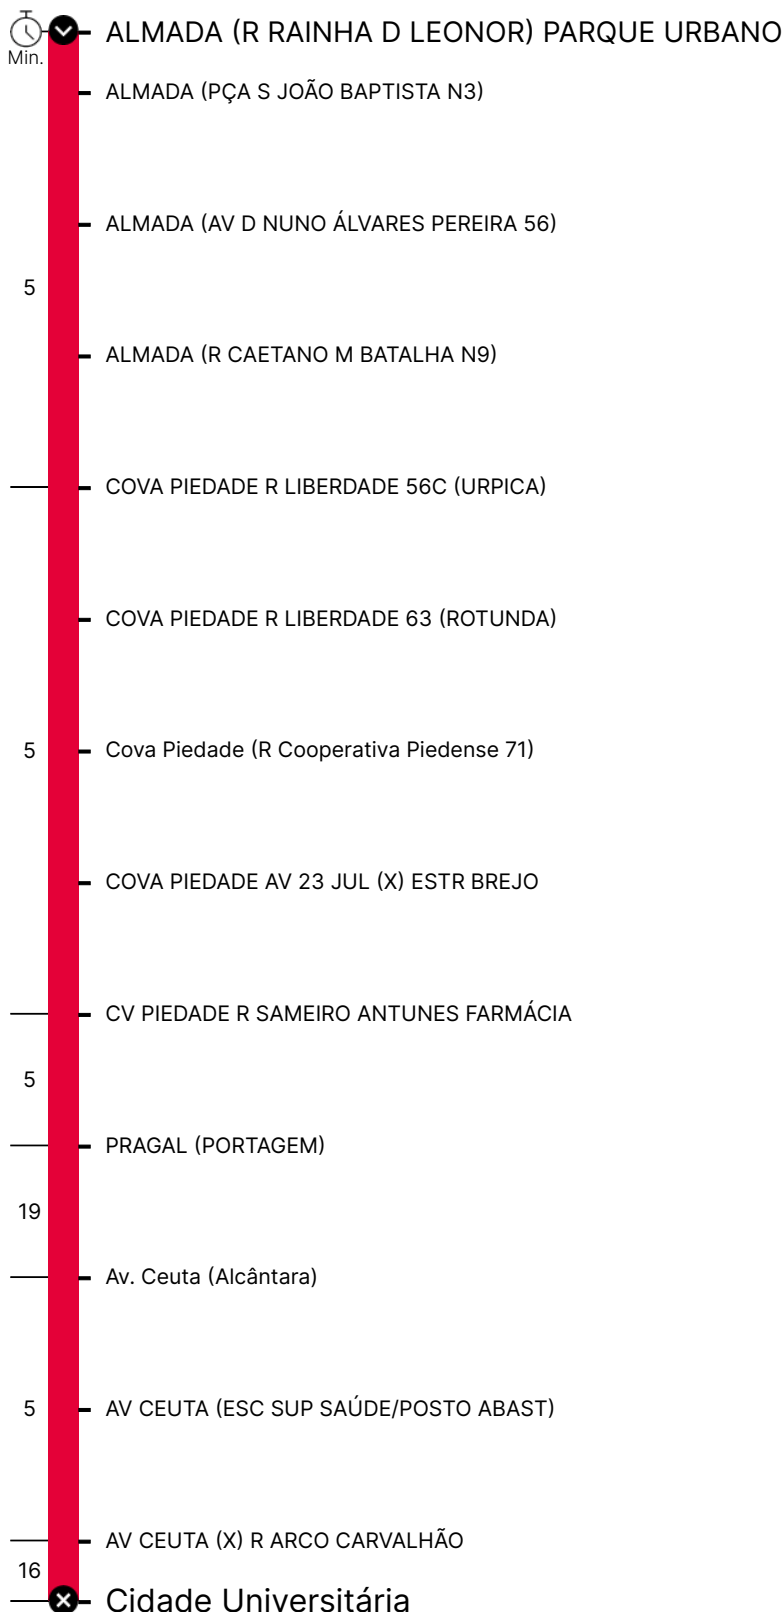 ALMADA (R RAINHA D LEONOR) PARQUE URBANO
Min.
ALMADA (PÇA S JOÃO BAPTISTA N3)
ALMADA (AV D NUNO ÁLVARES PEREIRA 56)
5
ALMADA (R CAETANO M BATALHA N9)
COVA PIEDADE R LIBERDADE 56C (URPICA)
COVA PIEDADE R LIBERDADE 63 (ROTUNDA)
5 Cova Piedade (R Cooperativa Piedense 71)
COVA PIEDADE AV 23 JUL (X) ESTR BREJO
CV PIEDADE R SAMEIRO ANTUNES FARMÁCIA
5
PRAGAL (PORTAGEM)
19
Av. Ceuta (Alcântara)
5 AV CEUTA (ESC SUP SAÚDE/POSTO ABAST)
AV CEUTA (X) R ARCO CARVALHÃO
16
Cidade Universitária